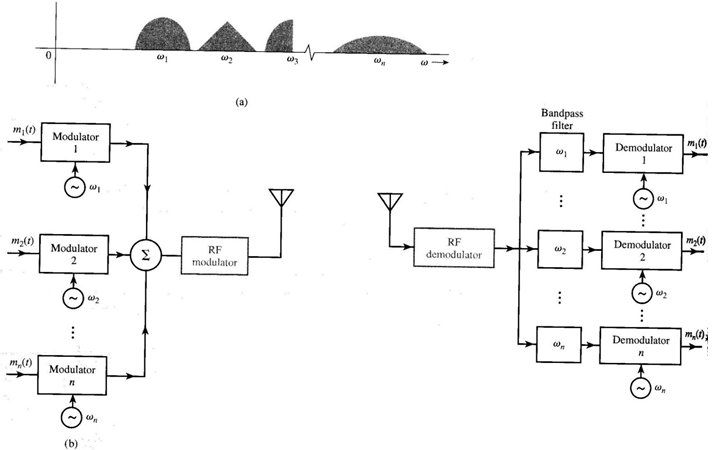 0
ω₁
ω₂
ω₃
ωₙ
ω
(a)
m₁(t)
Modulator
1
ω₁
m₂(t)
Modulator
2
ω₂
mₙ(t)
Modulator
n
ωₙ
Σ
RF
modulator
(b)
RF
demodulator
Bandpass
filter
ω₁
Demodulator
1
m₁(t)
ω₁
ω₂
Demodulator
2
m₂(t)
ω₂
ωₙ
Demodulator
n
mₙ(t)
ωₙ